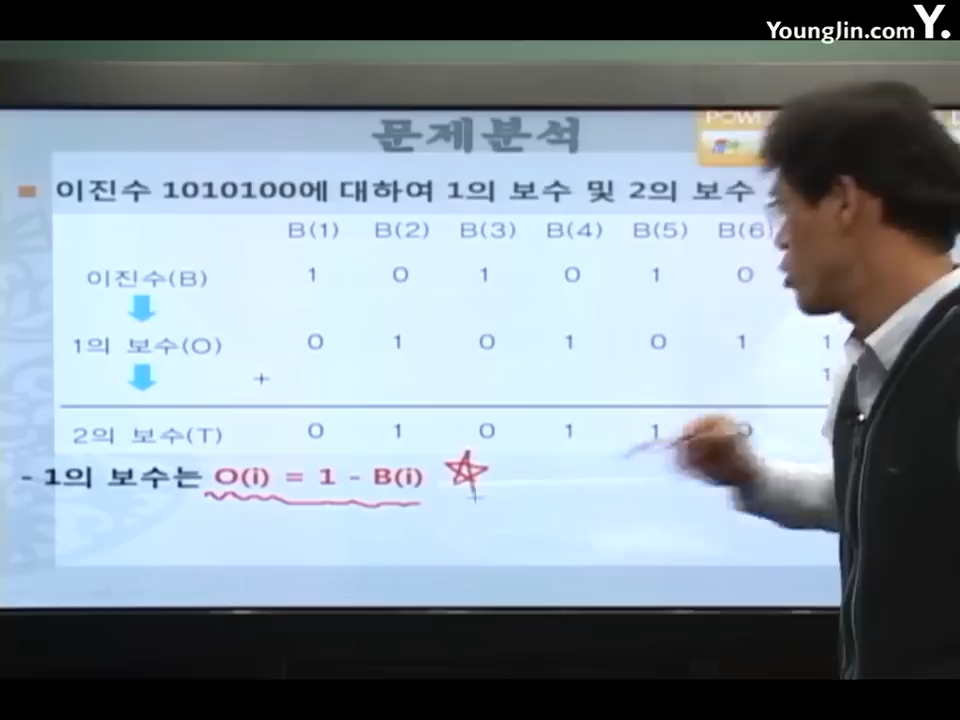 YoungJin.com Y.
문제분석
POWE
이진수 1010100에 대하여 1의 보수 및 2의 보수
B(1) B(2) B(3) B(4) B(5) B(6)
이진수(B) 1 0 1 0 1 0
1의 보수(O) 0 1 0 1 0 1 1
+ 1
2의 보수(T) 0 1 0 1 1 0
- 1의 보수는 O(i) = 1 - B(i)